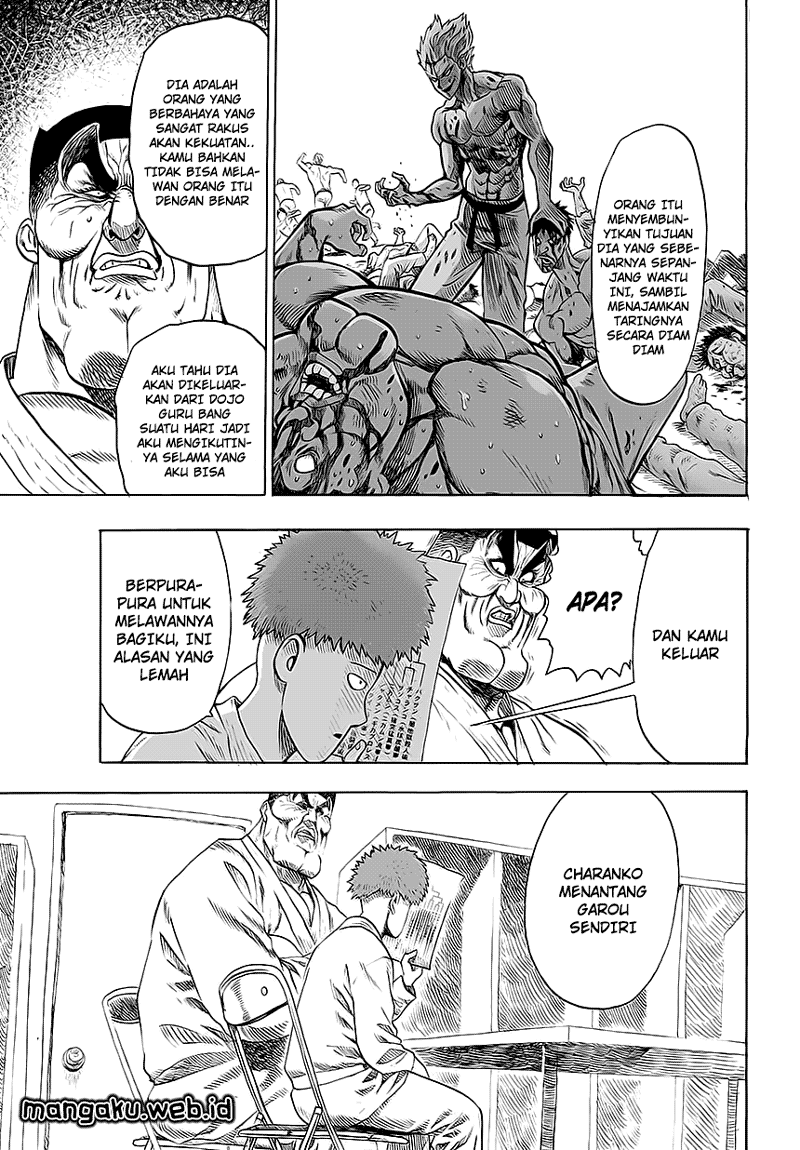 ORANG ITU
MENYEMBUN-
YIKAN TUJUAN
DIA YANG SEBE-
NARNYA SEPAN-
JANG WAKTU
INI, SAMBIL
MENAJAMKAN
TARINGNYA
SECARA DIAM
DIAM
DIA ADALAH
ORANG YANG
BERBAHAYA YANG
SANGAT RAKUS
AKAN KEKUATAN..
KAMU BAHKAN
TIDAK BISA MELA-
WAN ORANG ITU
DENGAN BENAR
AKU TAHU DIA
AKAN DIKELUAR-
KAN DARI DOJO
GURU BANG
SUATU HARI JADI
AKU MENGIKUTIN-
YA SELAMA YANG
AKU BISA
DAN KAMU
KELUAR
APA?
BERPURA-
PURA UNTUK
MELAWANNYA
BAGIKU, INI
ALASAN YANG
LEMAH
CHARANKO
MENANTANG
GAROU
SENDIRI
mangaku.web.id